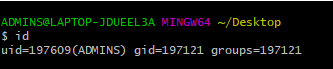 ADMINS@LAPTOP-JDUEEL3A MINGW64 ~/Desktop
$ id
uid=197609(ADMINS) gid=197121 groups=197121